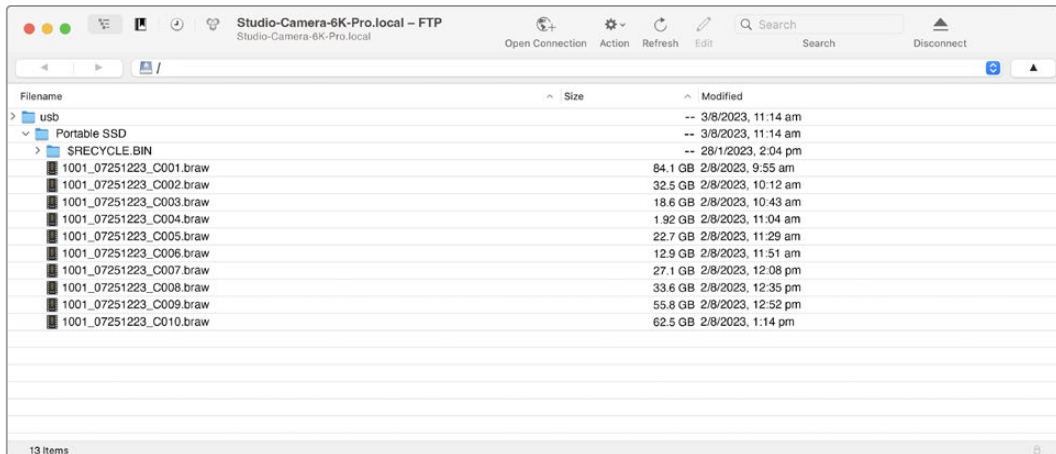 Studio-Camera-6K-Pro.local – FTP
Studio-Camera-6K-Pro.local
Open Connection Action Refresh Edit Search Search Disconnect
/
Filename Size Modified
usb -- 3/8/2023, 11:14 am
Portable SSD -- 3/8/2023, 11:14 am
$RECYCLE.BIN -- 28/1/2023, 2:04 pm
1001_07251223_C001.braw 84.1 GB 2/8/2023, 9:55 am
1001_07251223_C002.braw 32.5 GB 2/8/2023, 10:12 am
1001_07251223_C003.braw 18.6 GB 2/8/2023, 10:43 am
1001_07251223_C004.braw 1.92 GB 2/8/2023, 11:04 am
1001_07251223_C005.braw 22.7 GB 2/8/2023, 11:29 am
1001_07251223_C006.braw 12.9 GB 2/8/2023, 11:51 am
1001_07251223_C007.braw 27.1 GB 2/8/2023, 12:08 pm
1001_07251223_C008.braw 33.6 GB 2/8/2023, 12:35 pm
1001_07251223_C009.braw 55.8 GB 2/8/2023, 12:52 pm
1001_07251223_C010.braw 62.5 GB 2/8/2023, 1:14 pm
13 Items